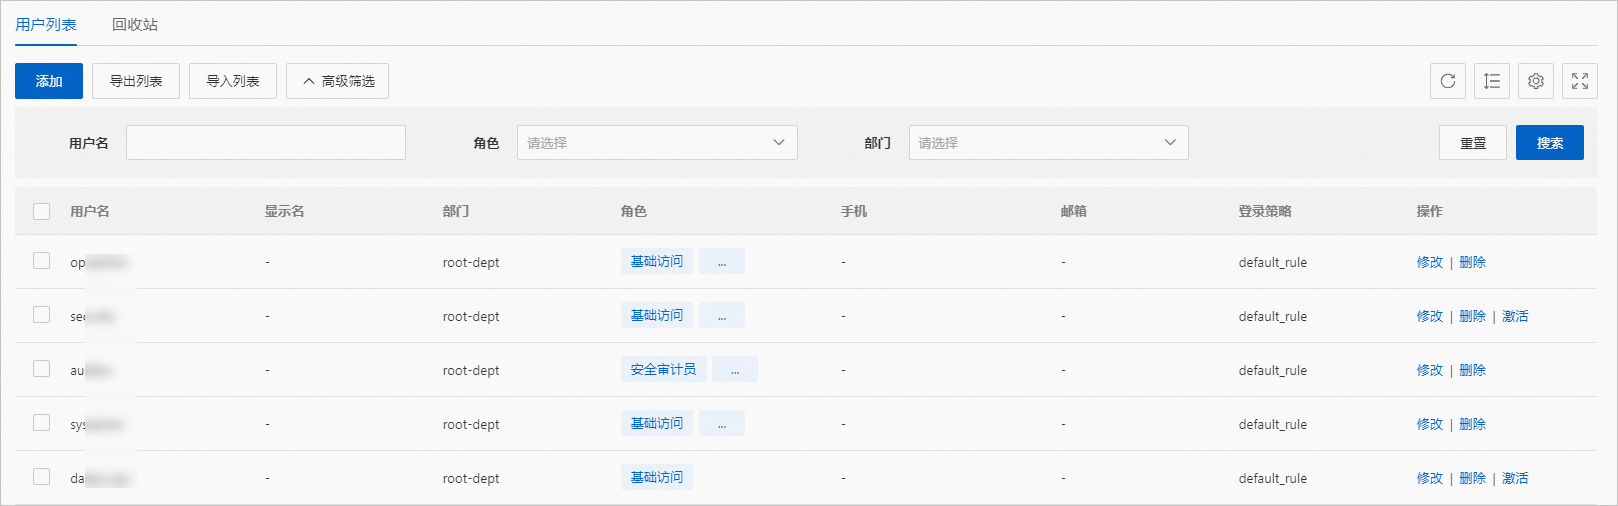 用户列表 回收站
添加 导出列表 导入列表 高级筛选
用户名 角色 请选择 部门 请选择 重置 搜索
用户名 显示名 部门 角色 手机 邮箱 登录策略 操作
- root-dept 基础访问 ... - - default_rule 修改 | 删除
- root-dept 基础访问 ... - - default_rule 修改 | 删除 | 激活
- root-dept 安全审计员 ... - - default_rule 修改 | 删除
- root-dept 基础访问 ... - - default_rule 修改 | 删除
- root-dept 基础访问 - - default_rule 修改 | 删除 | 激活